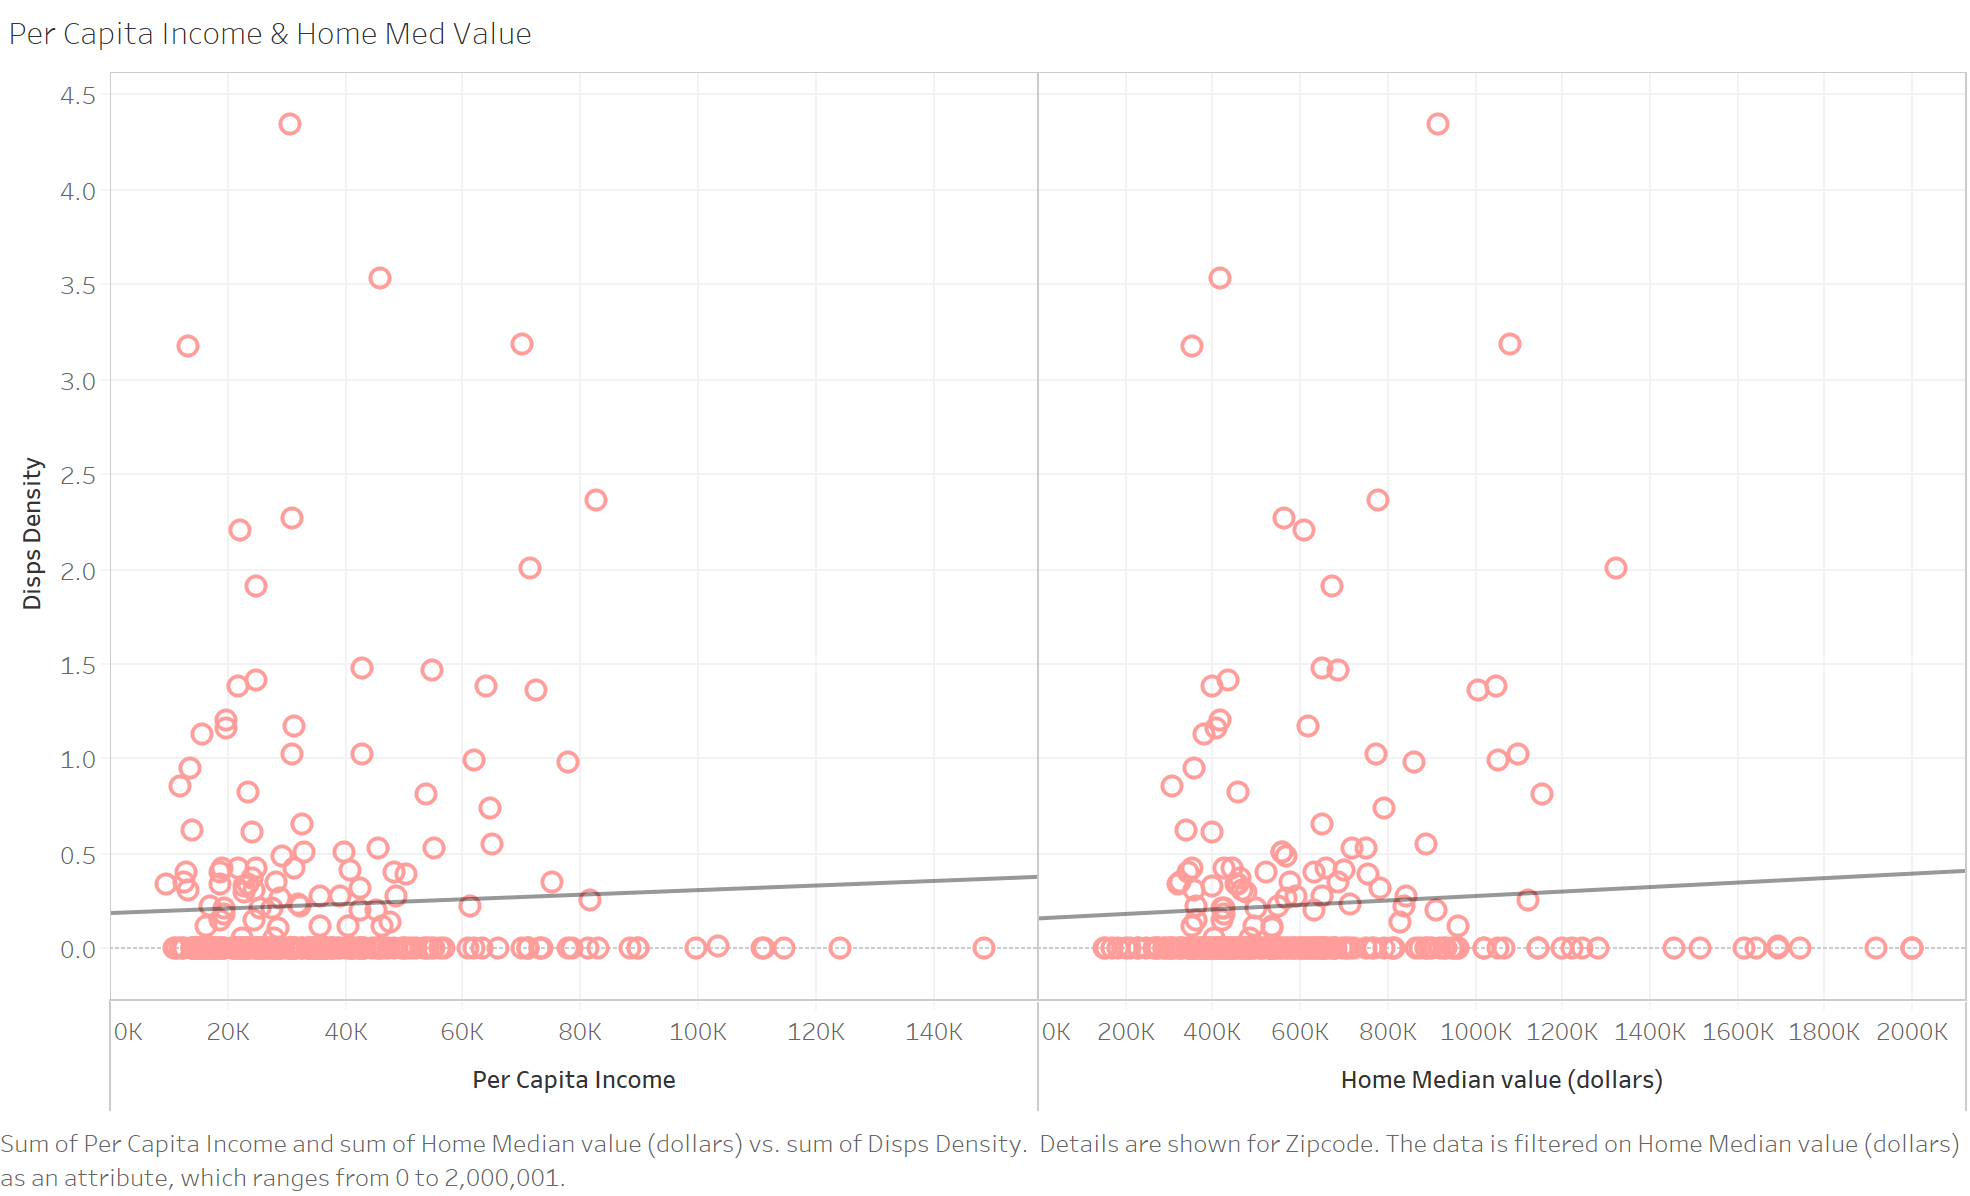 Per Capita Income & Home Med Value
4.5
4.0
3.5
3.0
2.5
2.0
1.5
1.0
0.5
0.0
Disps Density
0K 20K 40K 60K 80K 100K 120K 140K
0K 200K 400K 600K 800K 1000K 1200K 1400K 1600K 1800K 2000K
Per Capita Income
Home Median value (dollars)
Sum of Per Capita Income and sum of Home Median value (dollars) vs. sum of Disps Density. Details are shown for Zipcode. The data is filtered on Home Median value (dollars)
as an attribute, which ranges from 0 to 2,000,001.